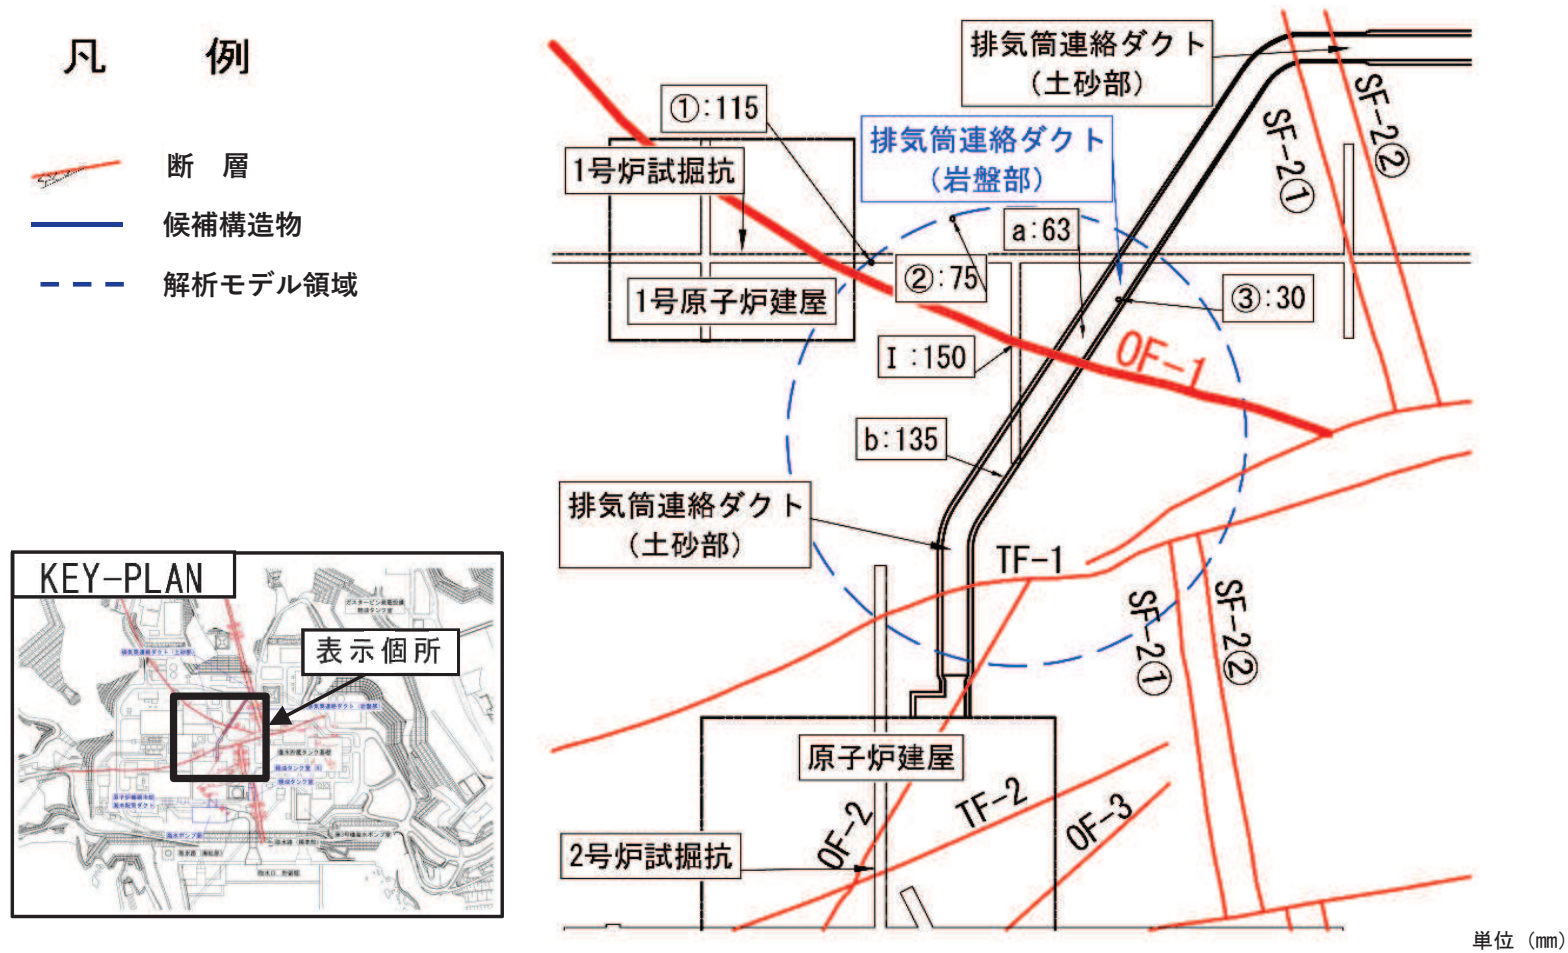 凡 例
断 層
候補構造物
解析モデル領域
排気筒連絡ダクト
(土砂部)
①:115
排気筒連絡ダクト
(岩盤部)
SF-2①
SF-2②
1号炉試掘坑
a:63
②:75
1号原子炉建屋
③:30
I:150
OF-1
b:135
排気筒連絡ダクト
(土砂部)
TF-1
SF-2①
SF-2②
原子炉建屋
TF-2
OF-2
OF-3
2号炉試掘坑
KEY-PLAN
表示個所
単位 (mm)